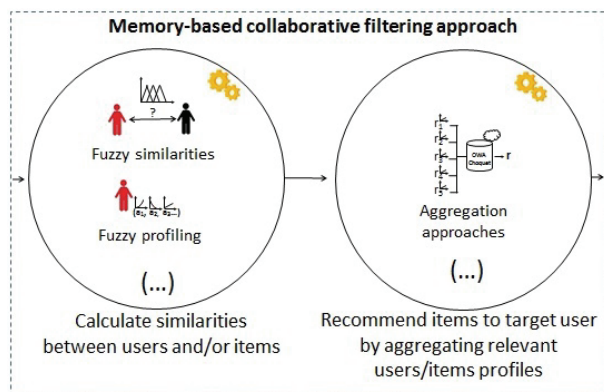 Memory-based collaborative filtering approach
?
Fuzzy similarities
Fuzzy profiling
(...)
Calculate similarities
between users and/or items
OWA
Choquet
r
Aggregation
approaches
(...)
Recommend items to target user
by aggregating relevant
users/items profiles